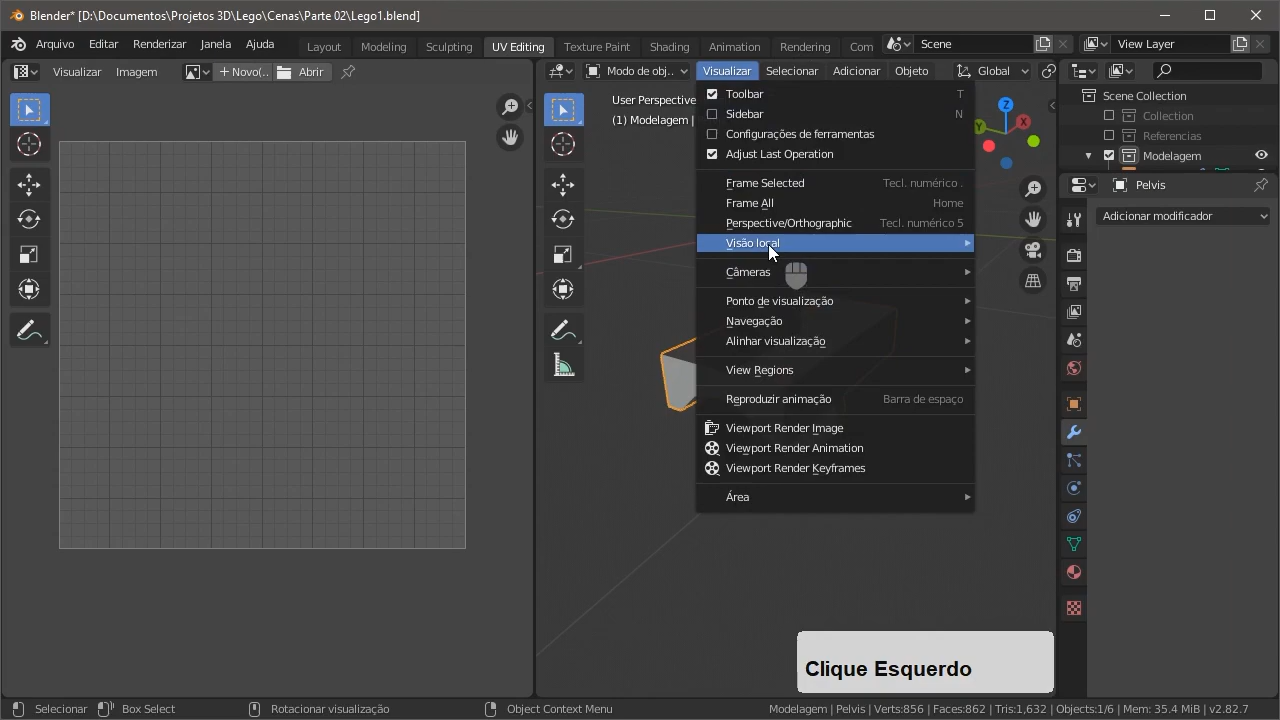 Blender* [D:\Documentos\Projetos 3D\Lego\Cenas\Parte 02\Lego1.blend]
Arquivo Editar Renderizar Janela Ajuda Layout Modeling Sculpting UV Editing Texture Paint Shading Animation Rendering Com Scene View Layer
Visualizar Imagem +Novo(.. Abrir Modo de obj.. Visualizar Selecionar Adicionar Objeto Global
User Perspective
(1) Modelagem |
Toolbar T
Sidebar N
Configurações de ferramentas
Adjust Last Operation
Frame Selected Tecl. numérico .
Frame All Home
Perspective/Orthographic Tecl. numérico 5
Visão local
Câmeras
Ponto de visualização
Navegação
Alinhar visualização
View Regions
Reproduzir animação Barra de espaço
Viewport Render Image
Viewport Render Animation
Viewport Render Keyframes
Área
Z
X
Y
Scene Collection
Collection
Referencias
Modelagem
Pelvis
Adicionar modificador
Clique Esquerdo
Selecionar Box Select Rotacionar visualização Object Context Menu Modelagem | Pelvis | Verts:856 | Faces:862 | Tris:1,632 | Objects:1/6 | Mem: 35.4 MiB | v2.82.7